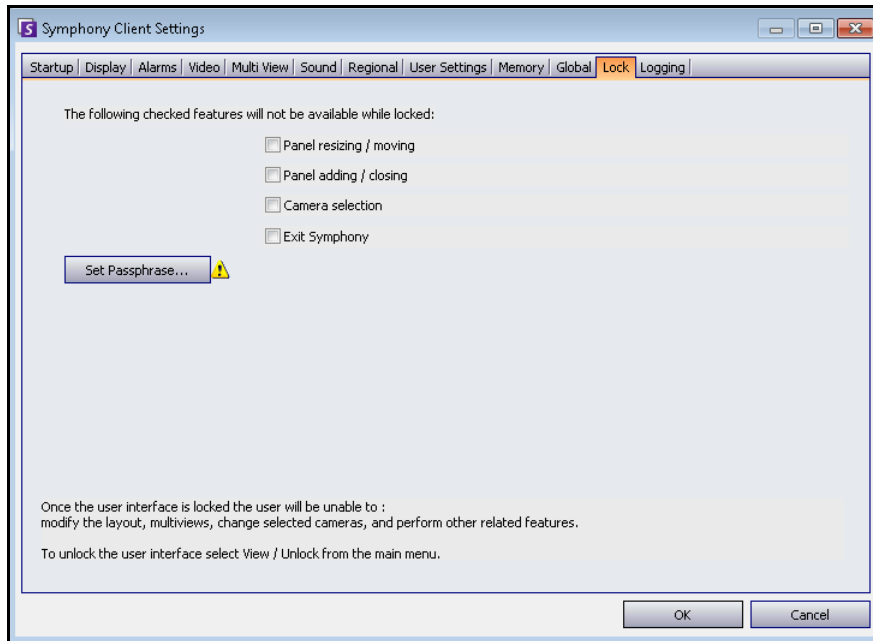 Symphony Client Settings
Startup Display Alarms Video Multi View Sound Regional User Settings Memory Global Lock Logging
The following checked features will not be available while locked:
Panel resizing / moving
Panel adding / closing
Camera selection
Exit Symphony
Set Passphrase...
Once the user interface is locked the user will be unable to :
modify the layout, multiviews, change selected cameras, and perform other related features.
To unlock the user interface select View / Unlock from the main menu.
OK Cancel